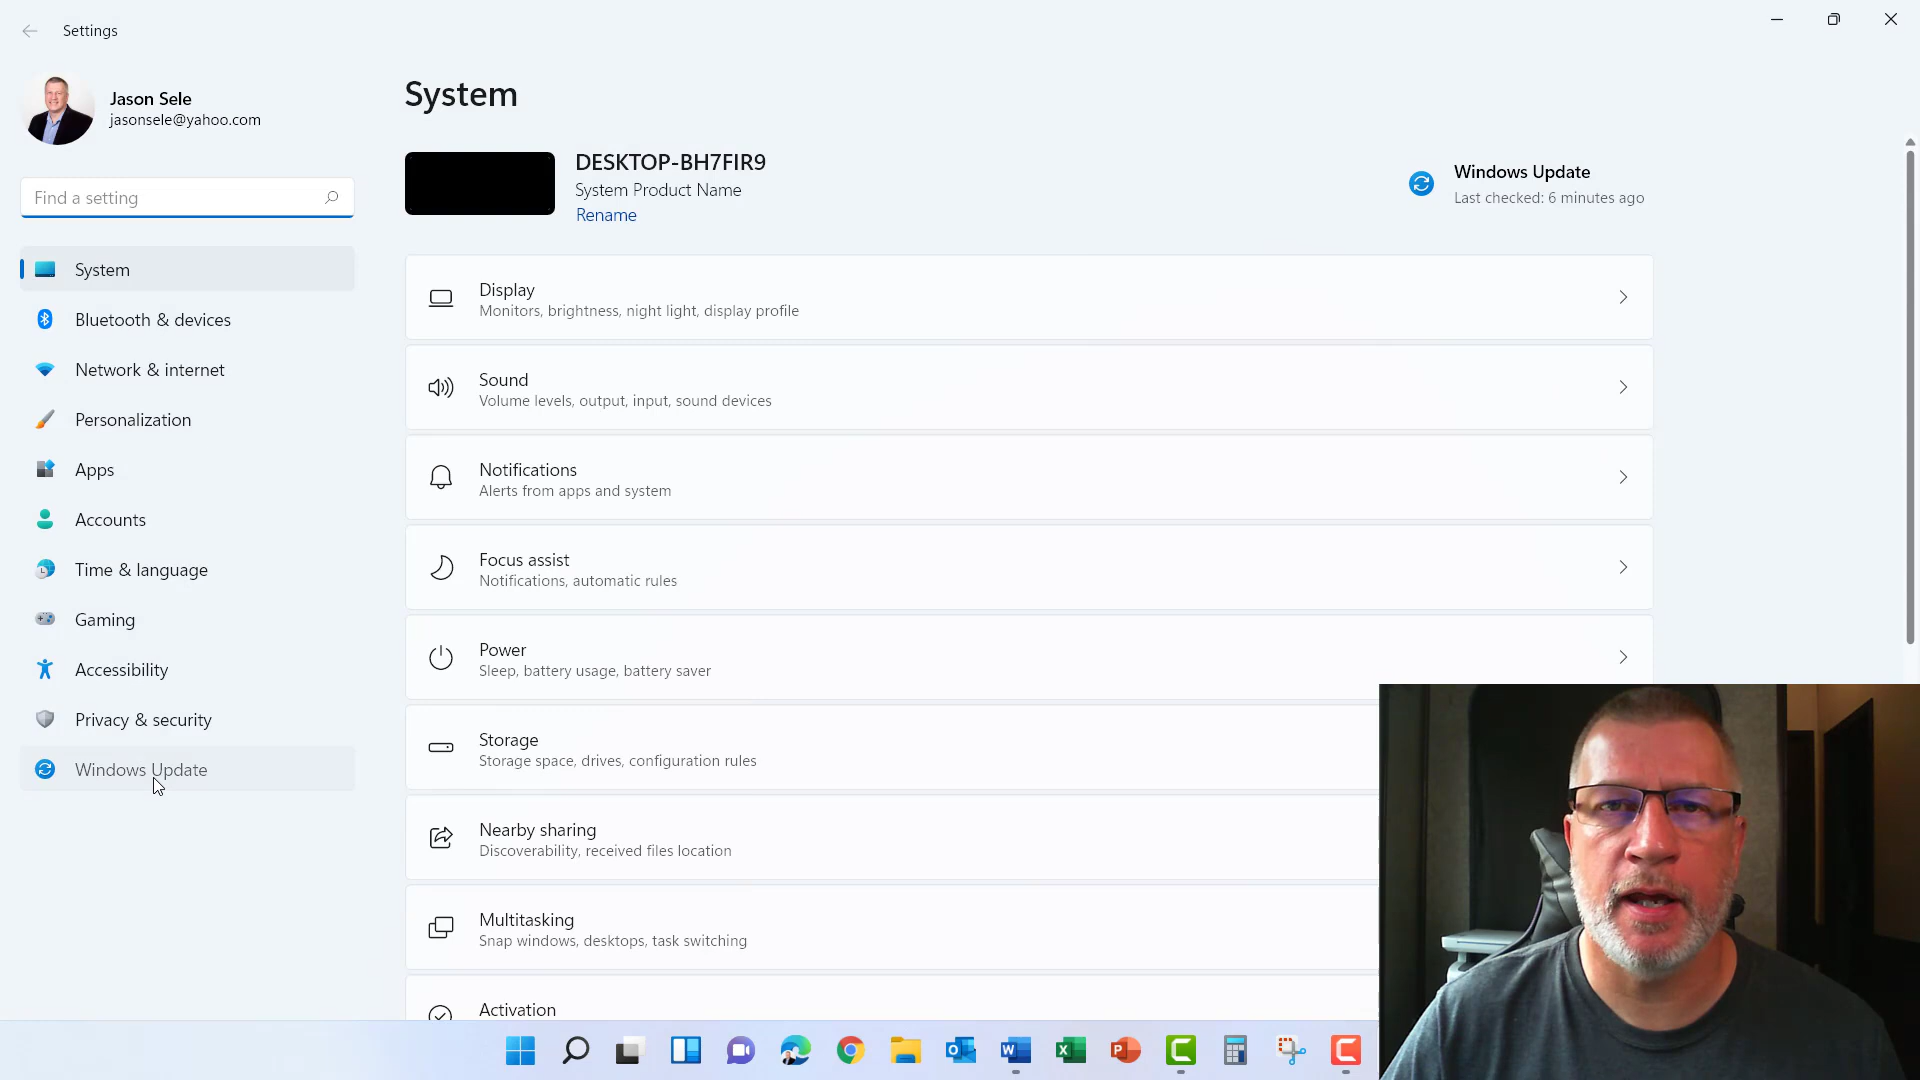 Settings
Jason Sele
jasonsele@yahoo.com
Find a setting
System
Bluetooth & devices
Network & internet
Personalization
Apps
Accounts
Time & language
Gaming
Accessibility
Privacy & security
Windows Update
System
DESKTOP-BH7FIR9
System Product Name
Rename
Windows Update
Last checked: 6 minutes ago
Display
Monitors, brightness, night light, display profile
Sound
Volume levels, output, input, sound devices
Notifications
Alerts from apps and system
Focus assist
Notifications, automatic rules
Power
Sleep, battery usage, battery saver
Storage
Storage space, drives, configuration rules
Nearby sharing
Discoverability, received files location
Multitasking
Snap windows, desktops, task switching
Activation